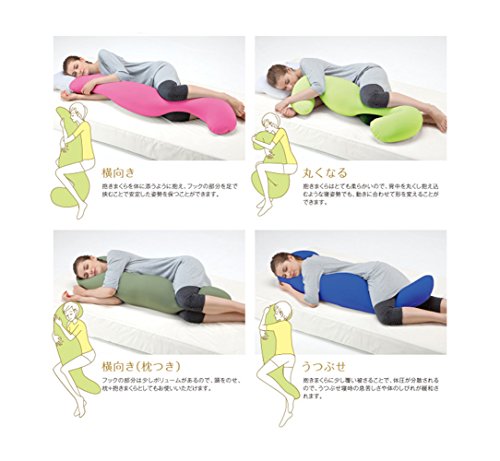 横向き
抱きまくらを体に添うように抱え、フックの部分を足で
挟むことで安定した姿勢を保つことができます。
丸くなる
抱きまくらはとても柔らかいので、背中を丸くし抱え込
むような寝姿勢でも、動きに合わせて形を変えることが
できます。
横向き(枕つき)
フックの部分は少しボリュームがあるので、頭をのせ、
枕+抱きまくらとしてもお使いいただけます。
うつぶせ
抱きまくらに少し覆い被さることで、体圧が分散されるの
で、うつぶせ寝時の息苦しさや体のしびれが緩和さ
れます。